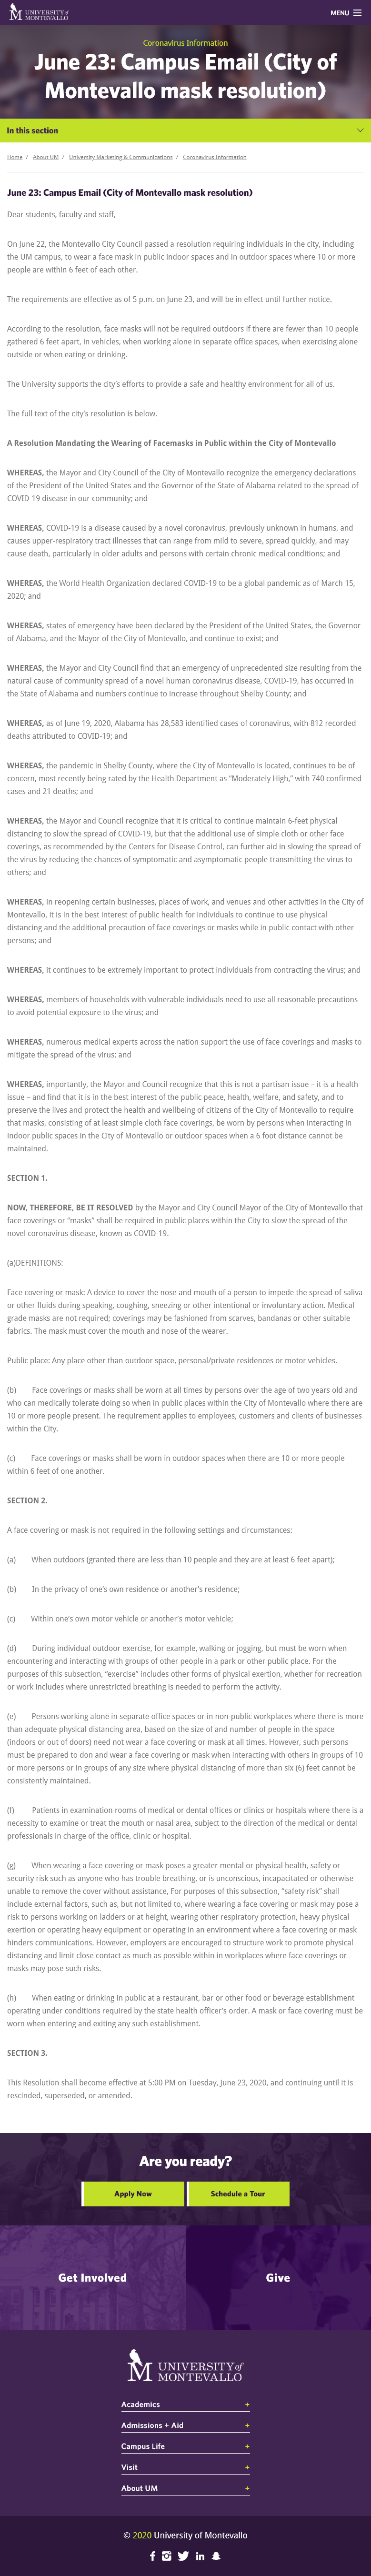 UNIVERSITY of
MONTEVALLO
MENU
Coronavirus Information
June 23: Campus Email (City of
Montevallo mask resolution)
In this section
Home / About UM / University Marketing & Communications / Coronavirus Information
June 23: Campus Email (City of Montevallo mask resolution)
Dear students, faculty and staff,
On June 22, the Montevallo City Council passed a resolution requiring individuals in the city, including
the UM campus, to wear a face mask in public indoor spaces and in outdoor spaces where 10 or more
people are within 6 feet of each other.
The requirements are effective as of 5 p.m. on June 23, and will be in effect until further notice.
According to the resolution, face masks will not be required outdoors if there are fewer than 10 people
gathered 6 feet apart, in vehicles, when working alone in separate office spaces, when exercising alone
outside or when eating or drinking.
The University supports the city's efforts to provide a safe and healthy environment for all of us.
The full text of the city's resolution is below.
A Resolution Mandating the Wearing of Facemasks in Public within the City of Montevallo
WHEREAS, the Mayor and City Council of the City of Montevallo recognize the emergency declarations
of the President of the United States and the Governor of the State of Alabama related to the spread of
COVID-19 disease in our community; and
WHEREAS, COVID-19 is a disease caused by a novel coronavirus, previously unknown in humans, and
causes upper-respiratory tract illnesses that can range from mild to severe, spread quickly, and may
cause death, particularly in older adults and persons with certain chronic medical conditions; and
WHEREAS, the World Health Organization declared COVID-19 to be a global pandemic as of March 15,
2020; and
WHEREAS, states of emergency have been declared by the President of the United States, the Governor
of Alabama, and the Mayor of the City of Montevallo, and continue to exist; and
WHEREAS, the Mayor and City Council find that an emergency of unprecedented size resulting from the
natural cause of community spread of a novel human coronavirus disease, COVID-19, has occurred in
the State of Alabama and numbers continue to increase throughout Shelby County; and
WHEREAS, as of June 19, 2020, Alabama has 28,583 identified cases of coronavirus, with 812 recorded
deaths attributed to COVID-19; and
WHEREAS, the pandemic in Shelby County, where the City of Montevallo is located, continues to be of
concern, most recently being rated by the Health Department as “Moderately High,” with 740 confirmed
cases and 21 deaths; and
WHEREAS, the Mayor and Council recognize that it is critical to continue maintain 6-feet physical
distancing to slow the spread of COVID-19, but that the additional use of simple cloth or other face
coverings, as recommended by the Centers for Disease Control, can further aid in slowing the spread of
the virus by reducing the chances of symptomatic and asymptomatic people transmitting the virus to
others; and
WHEREAS, in reopening certain businesses, places of work, and venues and other activities in the City of
Montevallo, it is in the best interest of public health for individuals to continue to use physical
distancing and the additional precaution of face coverings or masks while in public contact with other
persons; and
WHEREAS, it continues to be extremely important to protect individuals from contracting the virus; and
WHEREAS, members of households with vulnerable individuals need to use all reasonable precautions
to avoid potential exposure to the virus; and
WHEREAS, numerous medical experts across the nation support the use of face coverings and masks to
mitigate the spread of the virus; and
WHEREAS, importantly, the Mayor and Council recognize that this is not a partisan issue – it is a health
issue – and find that it is in the best interest of the public peace, health, welfare, and safety, and to
preserve the lives and protect the health and wellbeing of citizens of the City of Montevallo to require
that masks, consisting of at least simple cloth face coverings, be worn by persons when interacting in
indoor public spaces in the City of Montevallo or outdoor spaces when a 6 foot distance cannot be
maintained.
SECTION 1.
NOW, THEREFORE, BE IT RESOLVED by the Mayor and City Council Mayor of the City of Montevallo that
face coverings or “masks” shall be required in public places within the City to slow the spread of the
novel coronavirus disease, known as COVID-19.
(a)DEFINITIONS:
Face covering or mask: A device to cover the nose and mouth of a person to impede the spread of saliva
or other fluids during speaking, coughing, sneezing or other intentional or involuntary action. Medical
grade masks are not required; coverings may be fashioned from scarves, bandanas or other suitable
fabrics. The mask must cover the mouth and nose of the wearer.
Public place: Any place other than outdoor space, personal/private residences or motor vehicles.
(b) Face coverings or masks shall be worn at all times by persons over the age of two years old and
who can medically tolerate doing so when in public places within the City of Montevallo where there are
10 or more people present. The requirement applies to employees, customers and clients of businesses
within the City.
(c) Face coverings or masks shall be worn in outdoor spaces when there are 10 or more people
within 6 feet of one another.
SECTION 2.
A face covering or mask is not required in the following settings and circumstances:
(a) When outdoors (granted there are less than 10 people and they are at least 6 feet apart);
(b) In the privacy of one's own residence or another's residence;
(c) Within one's own motor vehicle or another's motor vehicle;
(d) During individual outdoor exercise, for example, walking or jogging, but must be worn when
encountering and interacting with groups of other people in a park or other public place. For the
purposes of this subsection, “exercise” includes other forms of physical exertion, whether for recreation
or work includes where unrestricted breathing is needed to perform the activity.
(e) Persons working alone in separate office spaces or in non-public workplaces where there is more
than adequate physical distancing area, based on the size of and number of people in the space
(indoors or out of doors) need not wear a face covering or mask at all times. However, such persons
must be prepared to don and wear a face covering or mask when interacting with others in groups of 10
or more persons or in groups of any size where physical distancing of more than six (6) feet cannot be
consistently maintained.
(f) Patients in examination rooms of medical or dental offices or clinics or hospitals where there is a
necessity to examine or treat the mouth or nasal area, subject to the direction of the medical or dental
professionals in charge of the office, clinic or hospital.
(g) When wearing a face covering or mask poses a greater mental or physical health, safety or
security risk such as anyone who has trouble breathing, or is unconscious, incapacitated or otherwise
unable to remove the cover without assistance, For purposes of this subsection, “safety risk” shall
include external factors, such as, but not limited to, where wearing a face covering or mask may pose a
risk to persons working on ladders or at height, wearing other respiratory protection, heavy physical
exertion or operating heavy equipment or operating in an environment where a face covering or mask
hinders communications. However, employers are encouraged to structure work to promote physical
distancing and limit close contact as much as possible within in workplaces where face coverings or
masks may pose such risks.
(h) When eating or drinking in public at a restaurant, bar or other food or beverage establishment
operating under conditions required by the state health officer's order. A mask or face covering must be
worn when entering and exiting any such establishment.
SECTION 3.
This Resolution shall become effective at 5:00 PM on Tuesday, June 23, 2020, and continuing until it is
rescinded, superseded, or amended.
Are you ready?
Apply Now
Schedule a Tour
Get Involved
Give
UNIVERSITY of
MONTEVALLO
Academics +
Admissions + Aid +
Campus Life +
Visit +
About UM +
© 2020 University of Montevallo